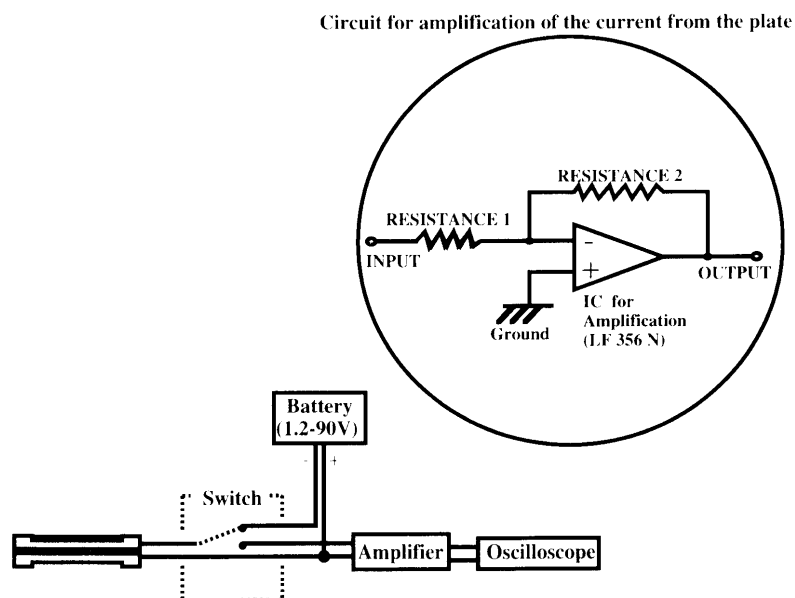 Circuit for amplification of the current from the plate
RESISTANCE 2
RESISTANCE 1
INPUT
-
+
OUTPUT
IC for
Amplification
(LF 356 N)
Ground
Battery
(1.2-90V)
- +
Switch
Amplifier
Oscilloscope